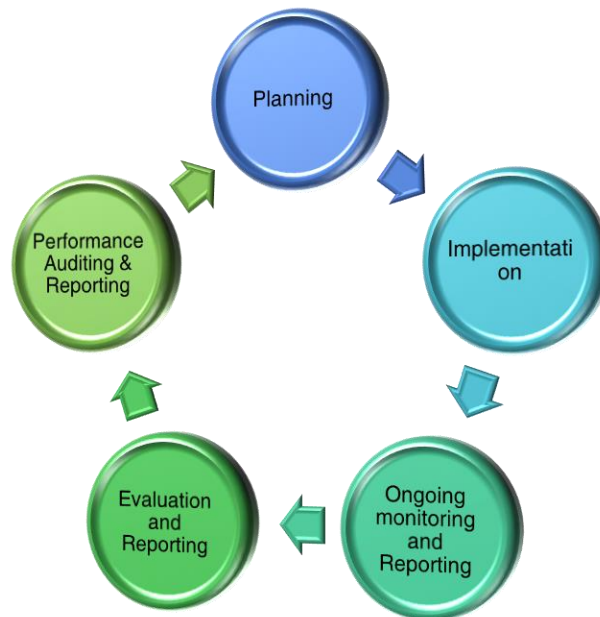 Planning
Implementati
on
Ongoing
monitoring
and
Reporting
Evaluation
and
Reporting
Performance
Auditing &
Reporting